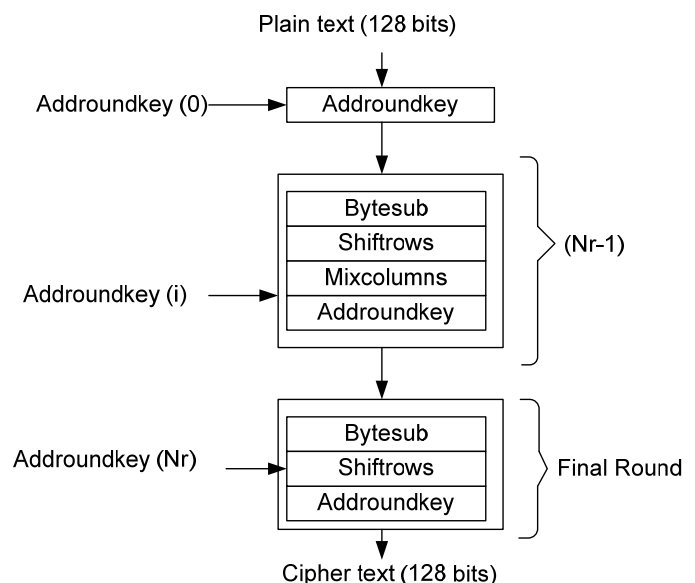 Plain text (128 bits)
Addroundkey (0)
Addroundkey
Bytesub
Shiftrows
Mixcolumns
Addroundkey
Addroundkey (i)
(Nr-1)
Bytesub
Shiftrows
Addroundkey
Addroundkey (Nr)
Final Round
Cipher text (128 bits)